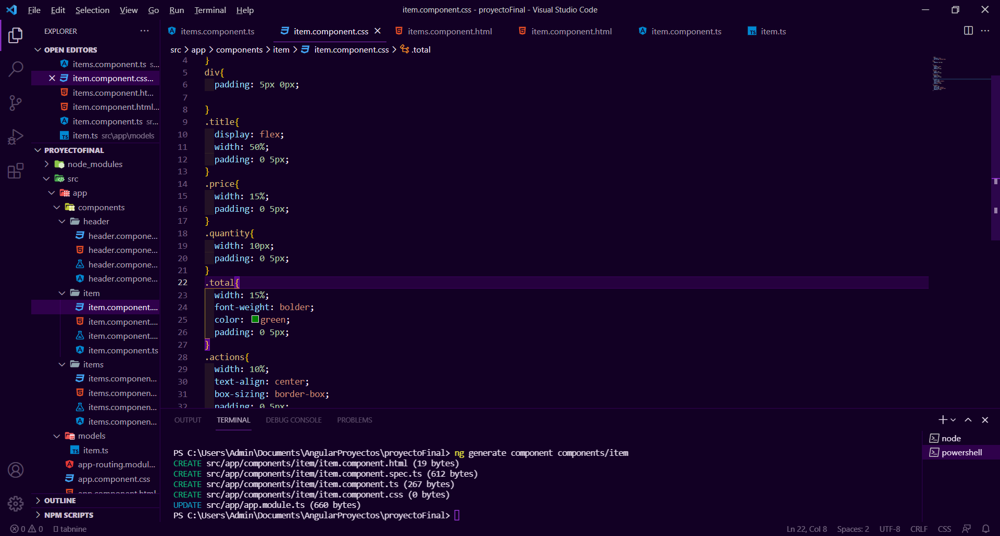 File Edit Selection View Go Run Terminal Help
item.component.css - proyectoFinal - Visual Studio Code
EXPLORER
OPEN EDITORS
items.component.ts s...
item.component.css...
items.component.ht...
item.component.html...
item.component.ts sr...
item.ts src\app\models
PROYECTOFINAL
node_modules
src
app
components
header
header.compone...
header.compone...
header.compone...
header.compone...
item
item.component....
item.component....
item.component....
item.component.ts
items
items.componen...
items.componen...
items.componen...
items.componen...
models
item.ts
app-routing.modul...
app.component.css
app.component.html
OUTLINE
NPM SCRIPTS
items.component.ts item.component.css items.component.html item.component.html item.component.ts item.ts
src > app > components > item > item.component.css > .total
4 }
5 div{
6 padding: 5px 0px;
7
8 }
9 .title{
10 display: flex;
11 width: 50%;
12 padding: 0 5px;
13 }
14 .price{
15 width: 15%;
16 padding: 0 5px;
17 }
18 .quantity{
19 width: 10px;
20 padding: 0 5px;
21 }
22 .total{
23 width: 15%;
24 font-weight: bolder;
25 color: green;
26 padding: 0 5px;
27 }
28 .actions{
29 width: 10%;
30 text-align: center;
31 box-sizing: border-box;
32 padding: 0 5px;
OUTPUT TERMINAL DEBUG CONSOLE PROBLEMS
PS C:\Users\Admin\Documents\AngularProyectos\proyectoFinal> ng generate component components/item
CREATE src/app/components/item/item.component.html (19 bytes)
CREATE src/app/components/item/item.component.spec.ts (612 bytes)
CREATE src/app/components/item/item.component.ts (267 bytes)
CREATE src/app/components/item/item.component.css (0 bytes)
UPDATE src/app/app.module.ts (660 bytes)
PS C:\Users\Admin\Documents\AngularProyectos\proyectoFinal>
node
powershell
0 0 tabnine
Ln 22, Col 8 Spaces: 2 UTF-8 CRLF CSS